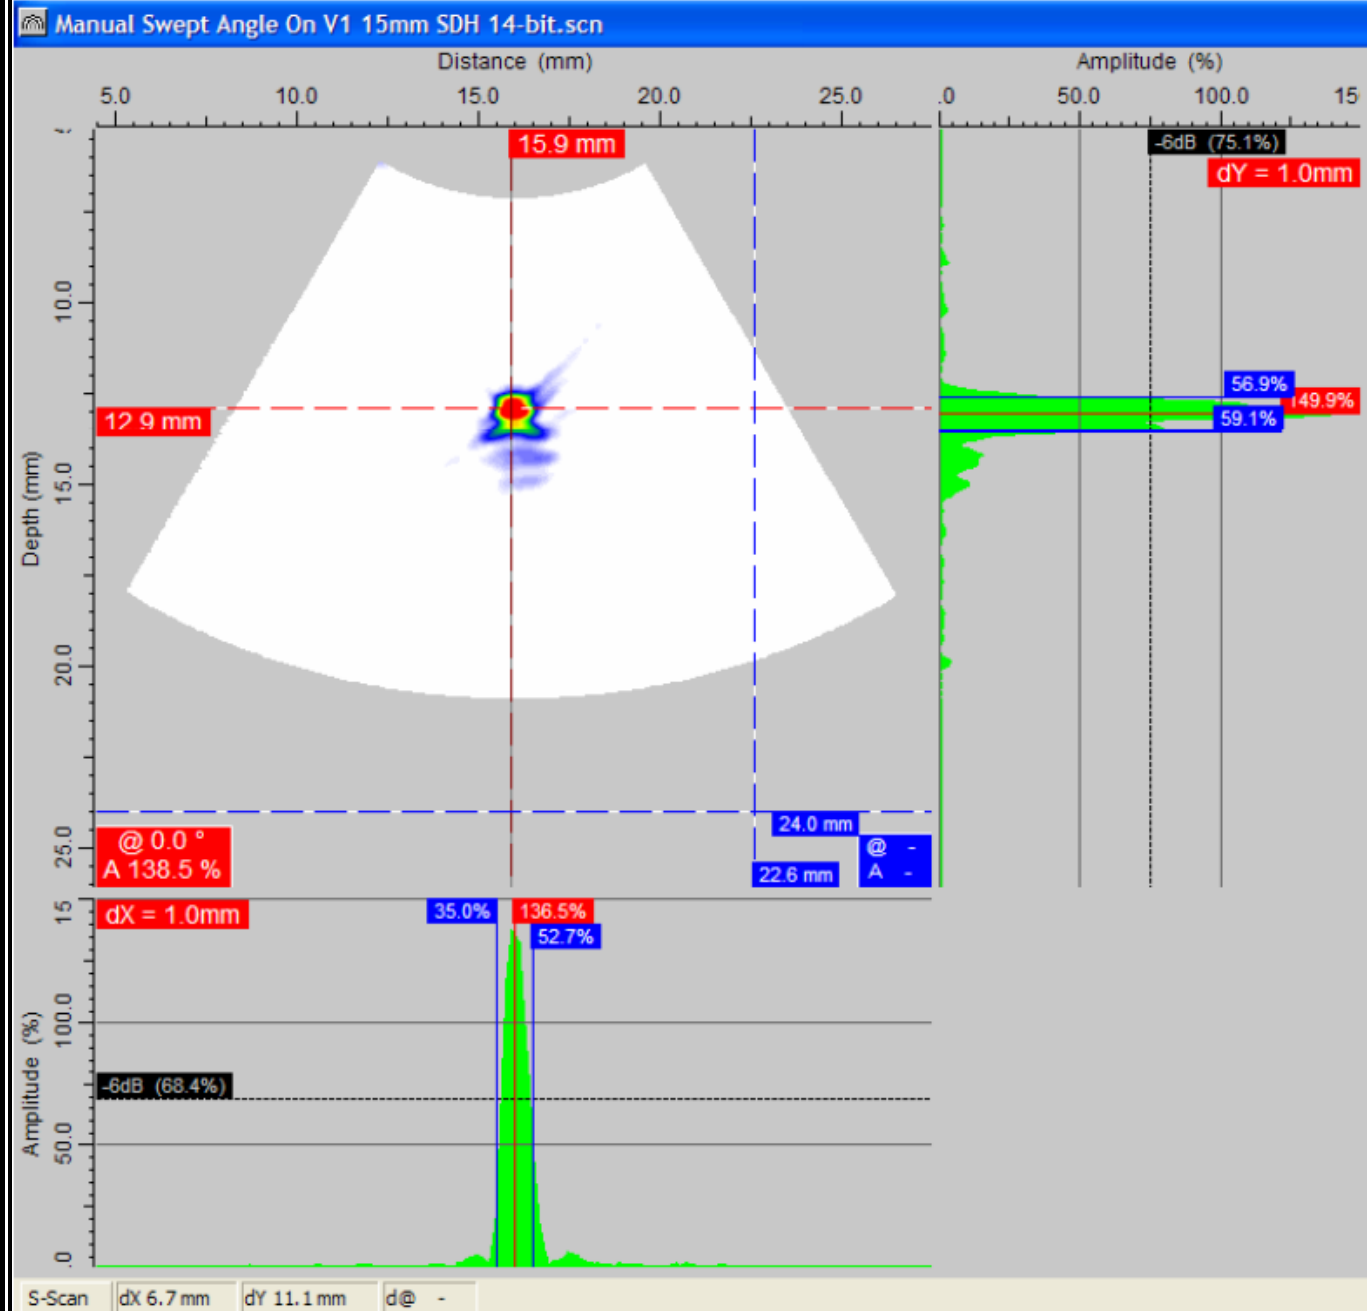 Manual Swept Angle On V1 15mm SDH 14-bit.scn
Distance (mm)
Amplitude (%)
5.0 10.0 15.0 20.0 25.0
.0 50.0 100.0 15
15.9 mm
-6dB (75.1%)
dY = 1.0mm
10.0
56.9%
149.9%
12.9 mm
59.1%
Depth (mm)
15.0
20.0
24.0 mm
@ 0.0 °
A 138.5 %
25.0
@ -
A -
22.6 mm
15
dX = 1.0mm
35.0%
136.5%
52.7%
100.0
Amplitude (%)
-6dB (68.4%)
50.0
.0
S-Scan dX 6.7 mm dY 11.1 mm d@ -